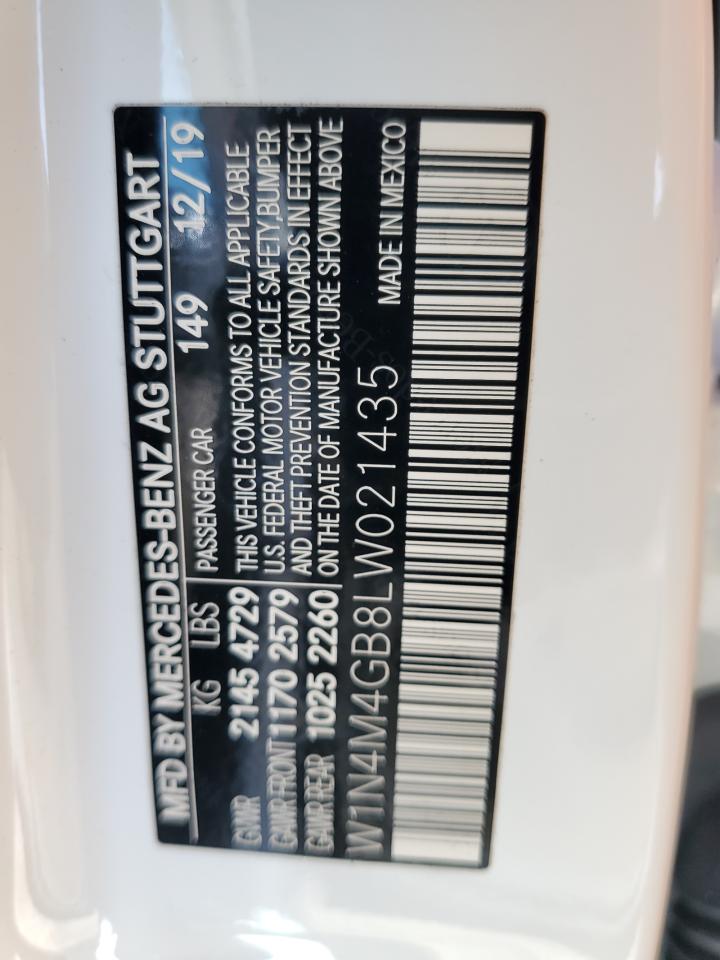 MFD BY MERCEDES-BENZ AG STUTTGART
KG LBS PASSENGER CAR 149 12/19
GVWR 2145 4729 THIS VEHICLE CONFORMS TO ALL APPLICABLE
GAWR FRONT 1170 2579 U.S. FEDERAL MOTOR VEHICLE SAFETY,BUMPER
GAWR REAR 1025 2260 AND THEFT PREVENTION STANDARDS IN EFFECT
ON THE DATE OF MANUFACTURE SHOWN ABOVE
W1N4M4GB8LW021435 MADE IN MEXICO